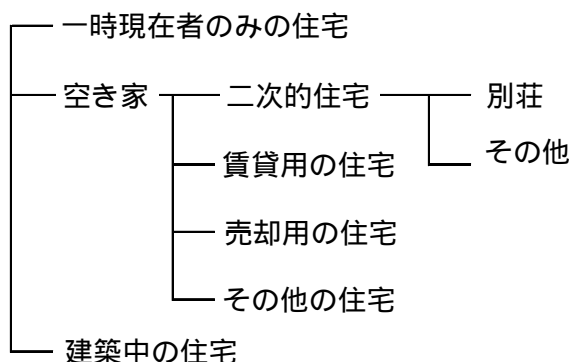 一時現在者のみの住宅
空き家 二次的住宅 別荘
その他
賃貸用の住宅
売却用の住宅
その他の住宅
建築中の住宅